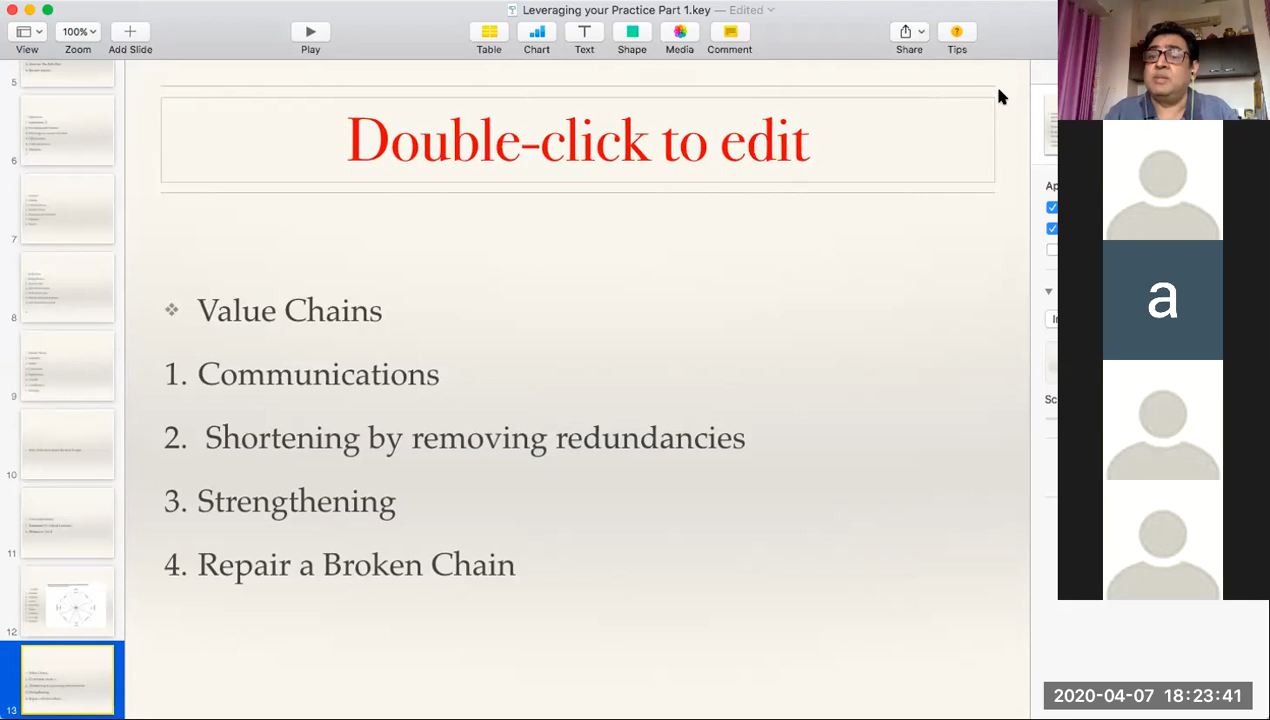 Leveraging your Practice Part 1.key — Edited
100%
View
Zoom
Add Slide
Play
Table
Chart
Text
Shape
Media
Comment
Share
Tips
Double-click to edit
❖ Value Chains
1. Communications
2. Shortening by removing redundancies
3. Strengthening
4. Repair a Broken Chain
5
6
7
8
9
10
11
12
13
a
2020-04-07 18:23:41